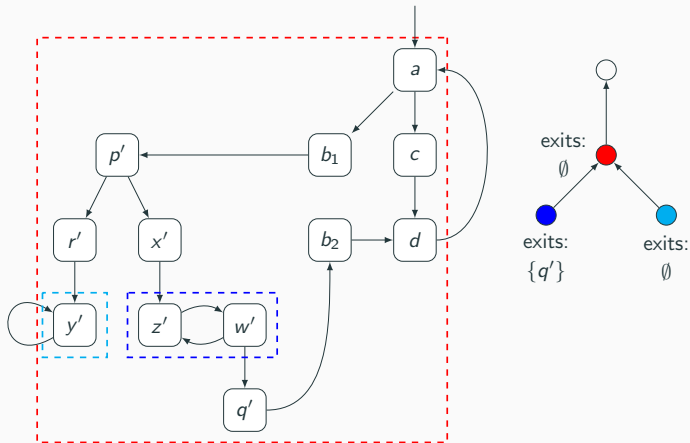 a
p′
b₁
c
r′
x′
b₂
d
y′
z′
w′
q′
exits:
∅
exits:
{q′}
exits:
∅